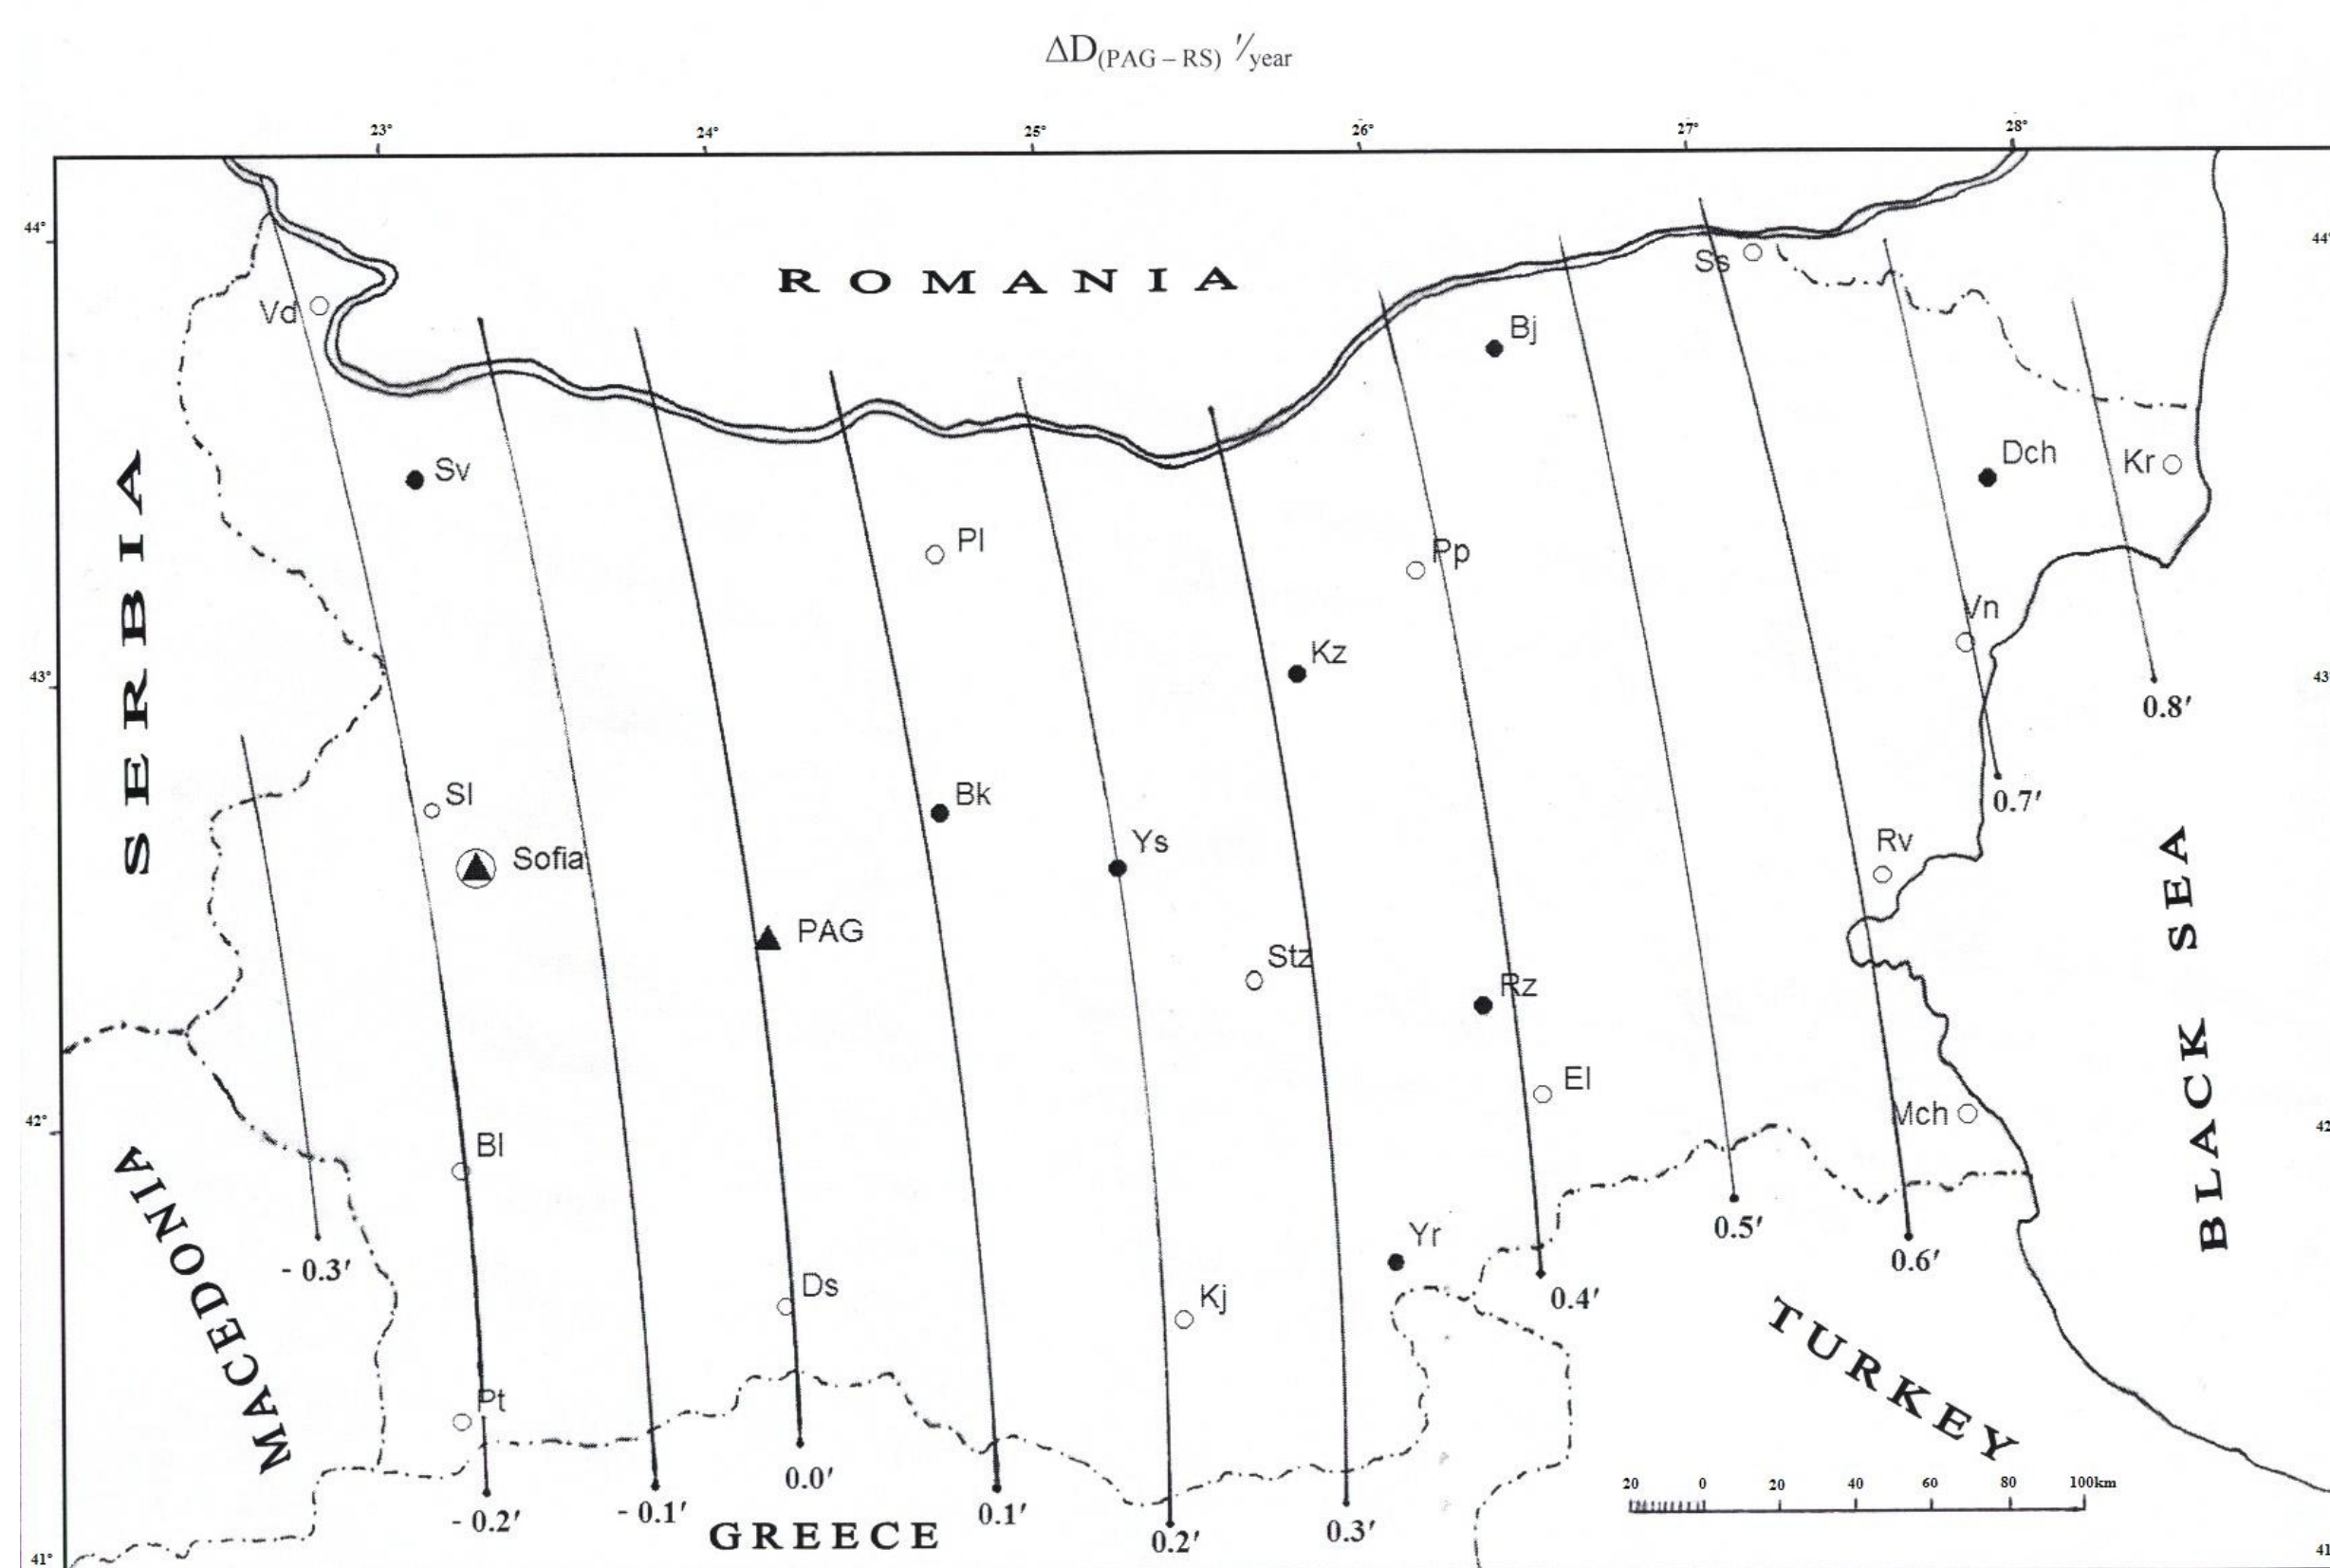 ΔD(PAG – RS) ′/year
23° 24° 25° 26° 27° 28°
44° 44°
ROMANIA
Ss
Vd
Bj
Sv
Dch
Kr
SERBIA
Pl
Pp
Vn
Kz
43° 43°
0.8′
Sl
Bk
0.7′
Ys
Rv
Sofia
PAG
BLACK SEA
Stz
Rz
El
Mch
42° 42
Bl
MACEDONIA
Yr
0.5′
0.6′
- 0.3′
Ds
Kj
0.4′
TURKEY
Pt
0.0′
20 0 20 40 60 80 100km
- 0.2′ - 0.1′ 0.1′ 0.2′ 0.3′
GREECE
41° 41